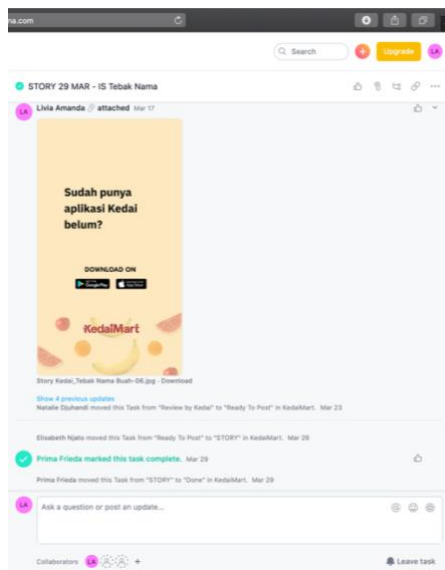 na.com
Search
Upgrade
LA
STORY 29 MAR - IS Tebak Nama
LA
Livia Amanda attached Mar 17
Sudah punya
aplikasi Kedai
belum?
DOWNLOAD ON
Google Play
KedaiMart
Story Kedai_Tebak Nama Buah-06.jpg - Download
Show 4 previous updates
Natalie Djuhandi moved this Task from "Review by Kedai" to "Ready To Post" in KedaiMart. Mar 23
Elisabeth Njato moved this Task from "Ready To Post" to "STORY" in KedaiMart. Mar 28
Prima Frieda marked this task complete. Mar 29
Prima Frieda moved this Task from "STORY" to "Done" in KedaiMart. Mar 29
LA
Ask a question or post an update...
Collaborators LA
Leave task